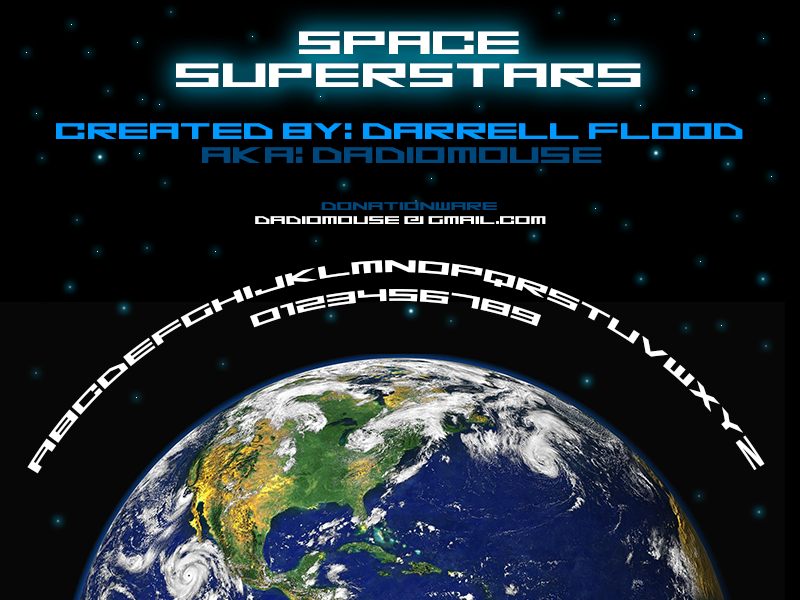 SPACE
SUPERSTARS
CREATED BY: DARRELL FLOOD
AKA: DADIOMOUSE
DONATIONWARE
DADIOMOUSE @ GMAIL.COM
ABCDEFGHIJKLMNOPQRSTUVWXYZ
0123456789